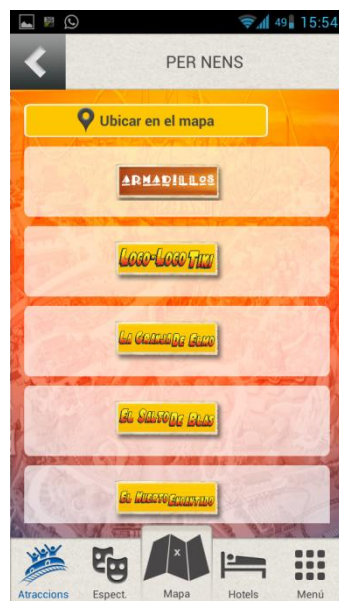 49 15:54
PER NENS
Ubicar en el mapa
ARMADILLOS
LOCO-LOCO TIKI
LA GRANJA DE ELMO
EL SALTO DE BLAS
EL HUERTO ENCANTADO
x
Atraccions Espect. Mapa Hotels Menú